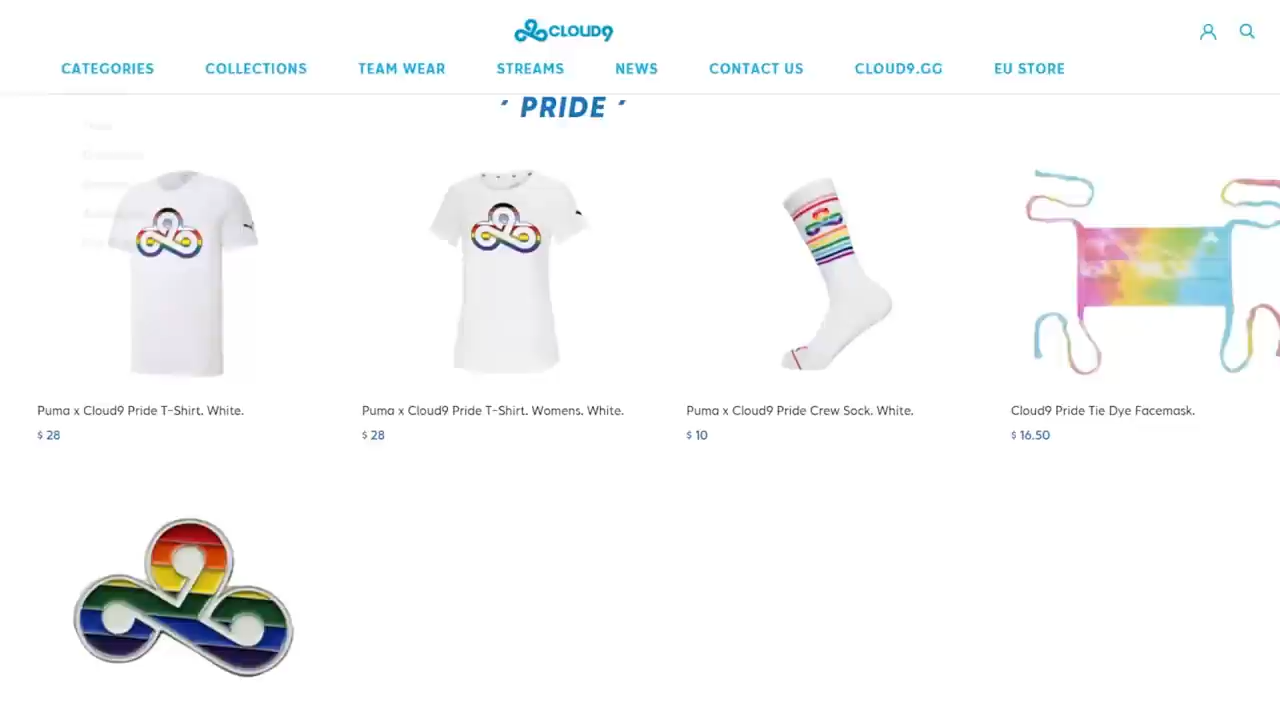 CLOUD9
CATEGORIES COLLECTIONS TEAM WEAR STREAMS NEWS CONTACT US CLOUD9.GG EU STORE
' PRIDE '
Puma x Cloud9 Pride T-Shirt. White. Puma x Cloud9 Pride T-Shirt. Womens. White. Puma x Cloud9 Pride Crew Sock. White. Cloud9 Pride Tie Dye Facemask.
$ 28 $ 28 $ 10 $ 16.50